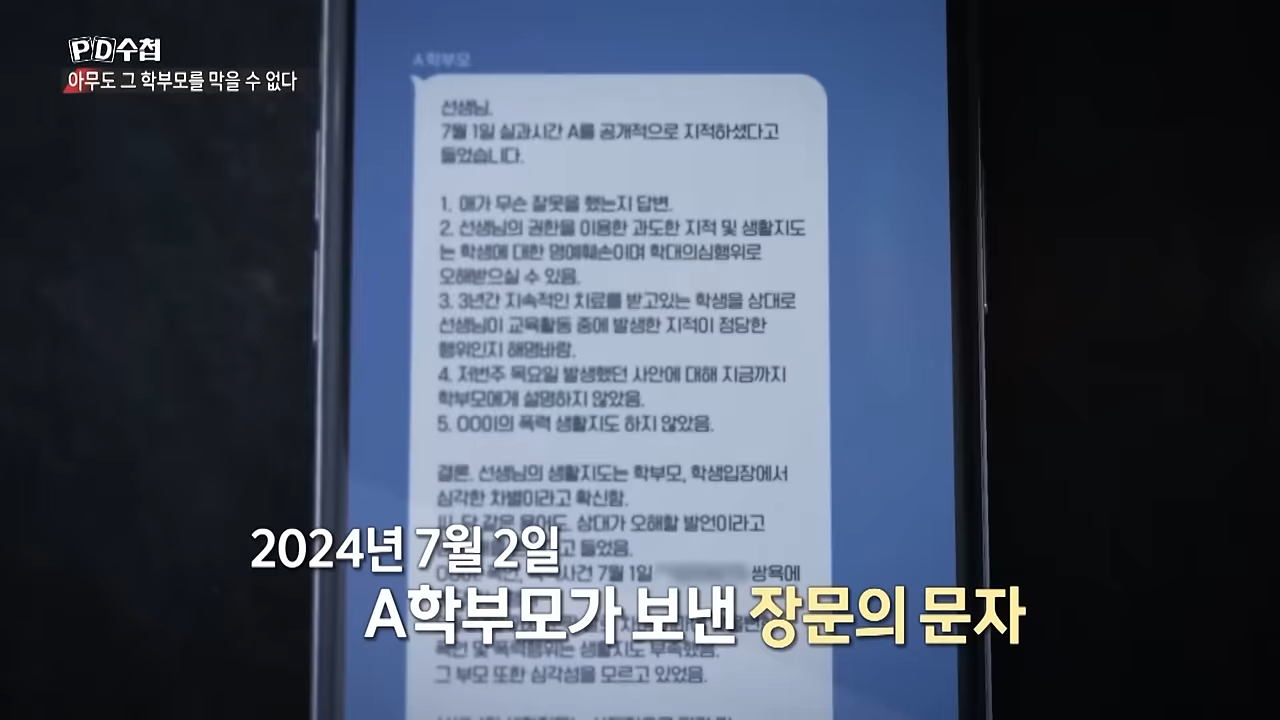 PD수첩
아무도 그 학부모를 막을 수 없다
A 학부모
선생님.
7월 1일 실과시간 A를 공개적으로 지적하셨다고
들었습니다.
1. 애가 무슨 잘못을 했는지 답변.
2. 선생님의 권한을 이용한 과도한 지적 및 생활지도
는 학생에 대한 명예훼손이며 학대의심행위로
오해받으실 수 있음.
3. 3년간 지속적인 치료를 받고있는 학생을 상대로
선생님이 교육활동 중에 발생한 지적이 정당한
행위인지 해명바람.
4. 저번주 목요일 발생했던 사안에 대해 지금까지
학부모에게 설명하지 않았음.
5. OO이의 폭력 생활지도 하지 않았음.
결론. 선생님의 생활지도는 학부모, 학생입장에서
심각한 차별이라고 확신함.
상대가 오해할 발언이라고
고 들었음.
사건 7월 1일 쌍욕에
2024년 7월 2일
A학부모가 보낸 장문의 문자
폭언 및 폭력행위는 생활지도 부족했음.
그 부모 또한 심각성을 모르고 있었음.